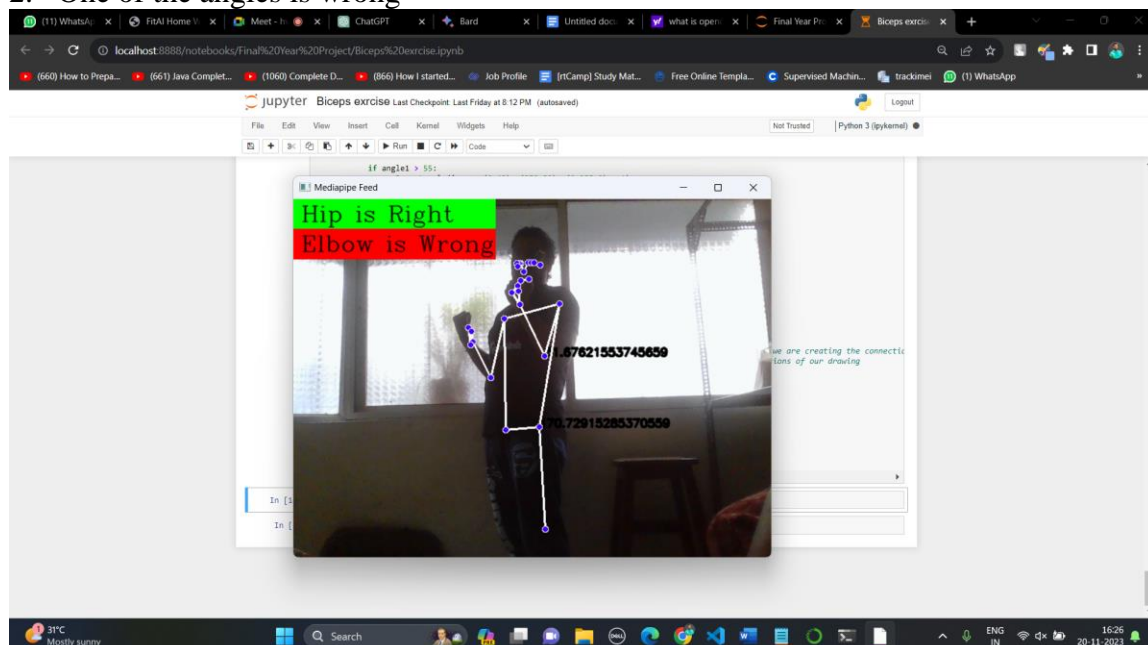 2. One of the angles is wrong
(11) WhatsAp
FitAI Home W
Meet - h
ChatGPT
Bard
Untitled docu
what is open
Final Year Pro
Biceps exrcis
localhost:8888/notebooks/Final%20Year%20Project/Biceps%20exrcise.ipynb
(660) How to Prepa...
(661) Java Complet...
(1060) Complete D...
(866) How I started...
Job Profile
[rtCamp] Study Mat...
Free Online Templa...
Supervised Machin...
trackimei
(1) WhatsApp
»
jupyter Biceps exrcise Last Checkpoint: Last Friday at 8:12 PM (autosaved)
Logout
File Edit View Insert Cell Kernel Widgets Help
Not Trusted
Python 3 (ipykernel)
Run
Code
if angle1 > 55:
Mediapipe Feed
Hip is Right
Elbow is Wrong
1.67621553745659
we are creating the connectic
ions of our drawing
70.72915285370559
In [1
In [
31°C
Mostly sunny
Search
ENG
IN
16:26
20-11-2023